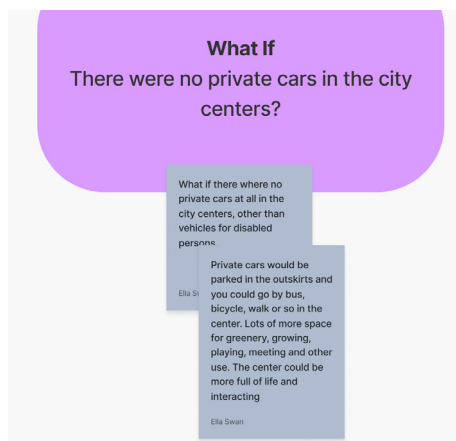 What If
There were no private cars in the city
centers?
What if there where no
private cars at all in the
city centers, other than
vehicles for disabled
persons
Ella
Private cars would be
parked in the outskirts and
you could go by bus,
bicycle, walk or so in the
center. Lots of more space
for greenery, growing,
playing, meeting and other
use. The center could be
more full of life and
interacting
Ella Swan